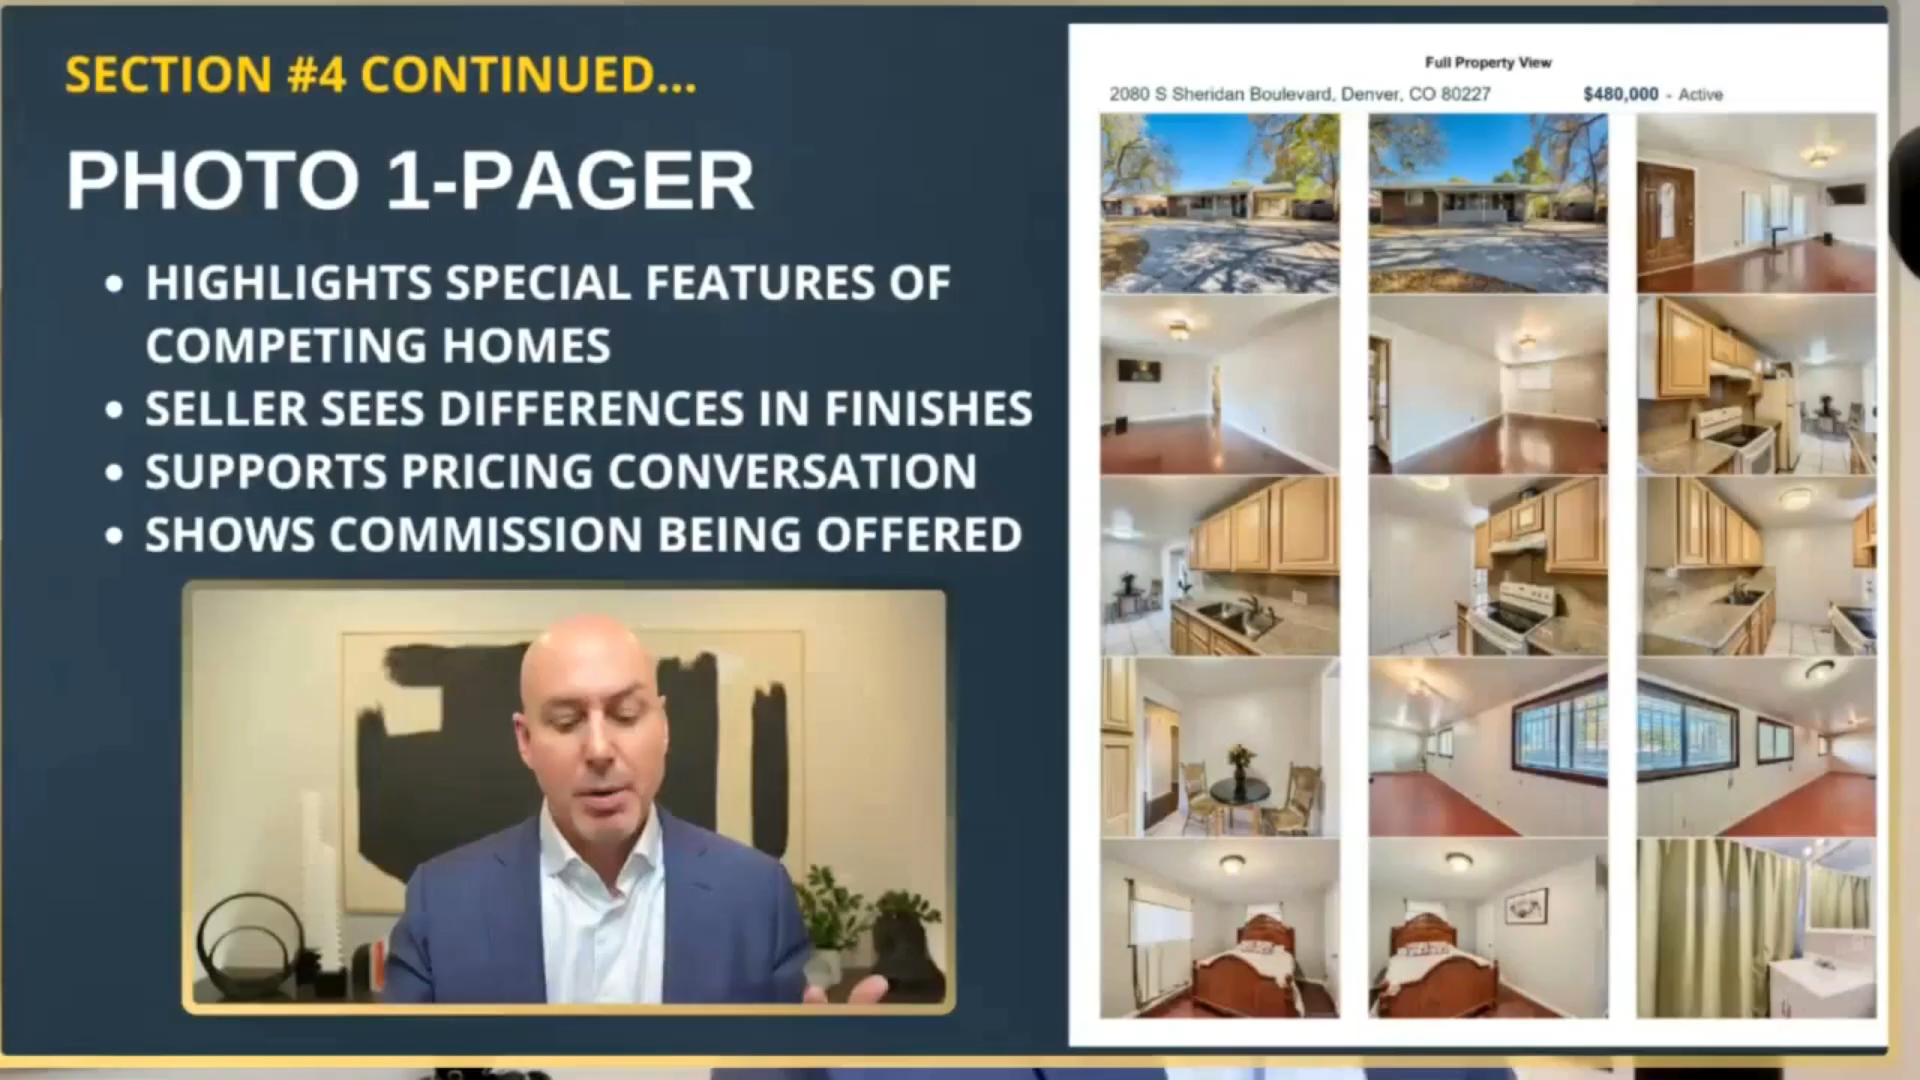 SECTION #4 CONTINUED...
PHOTO 1-PAGER
• HIGHLIGHTS SPECIAL FEATURES OF
COMPETING HOMES
• SELLER SEES DIFFERENCES IN FINISHES
• SUPPORTS PRICING CONVERSATION
• SHOWS COMMISSION BEING OFFERED
Full Property View
2080 S Sheridan Boulevard, Denver, CO 80227 $480,000 - Active